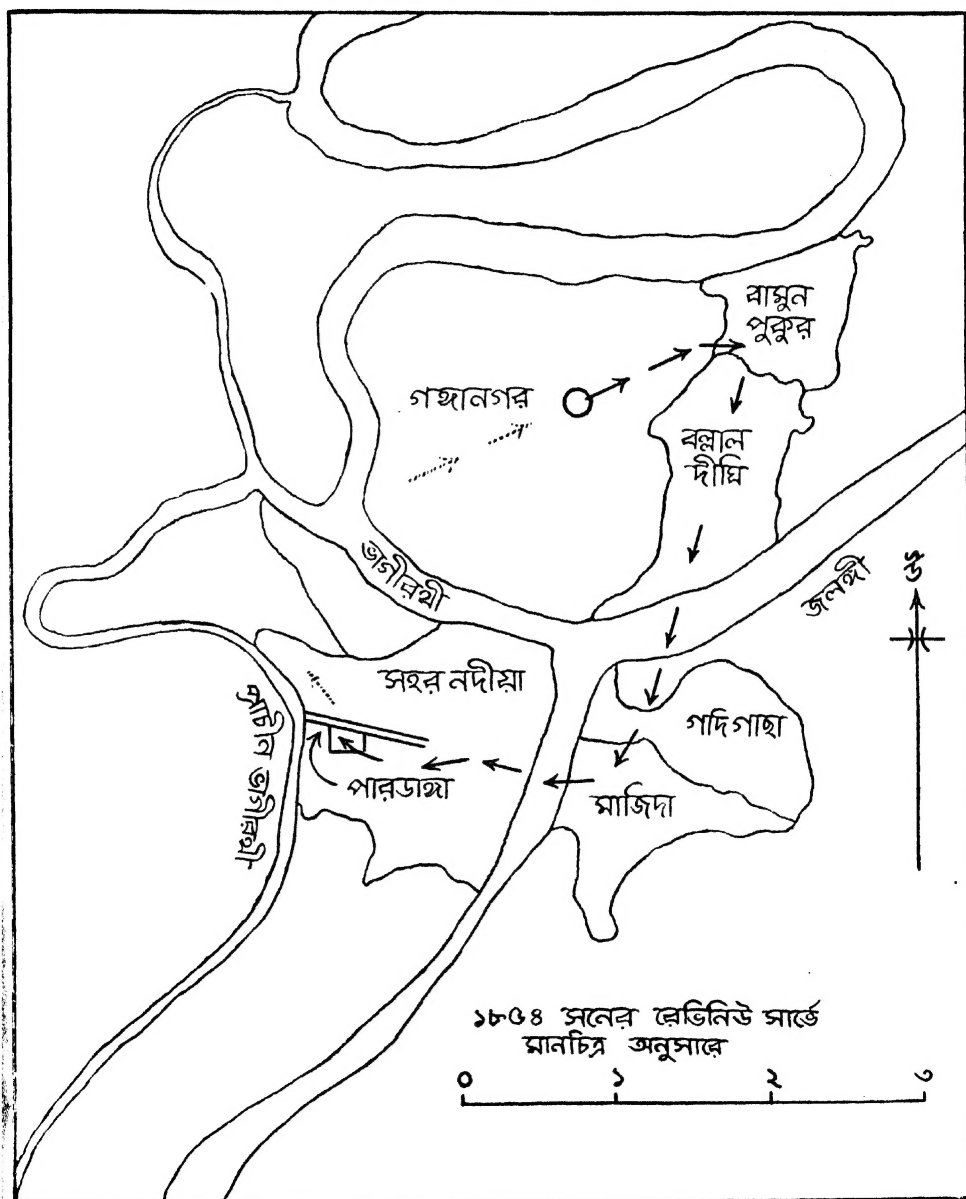 বামুন
পুকুর
গঙ্গানগর
বল্লাল
দীঘি
ভাগীরথী
জলঙ্গী
উ
সহর নদীয়া
গদিগাছা
প্রাচীন ভাগীরথী
পারডাঙ্গা
মাজিদা
১৮৫৪ সনের রেভিনিউ সার্ভে
মানচিত্র অনুসারে
০ ১ ২ ৩